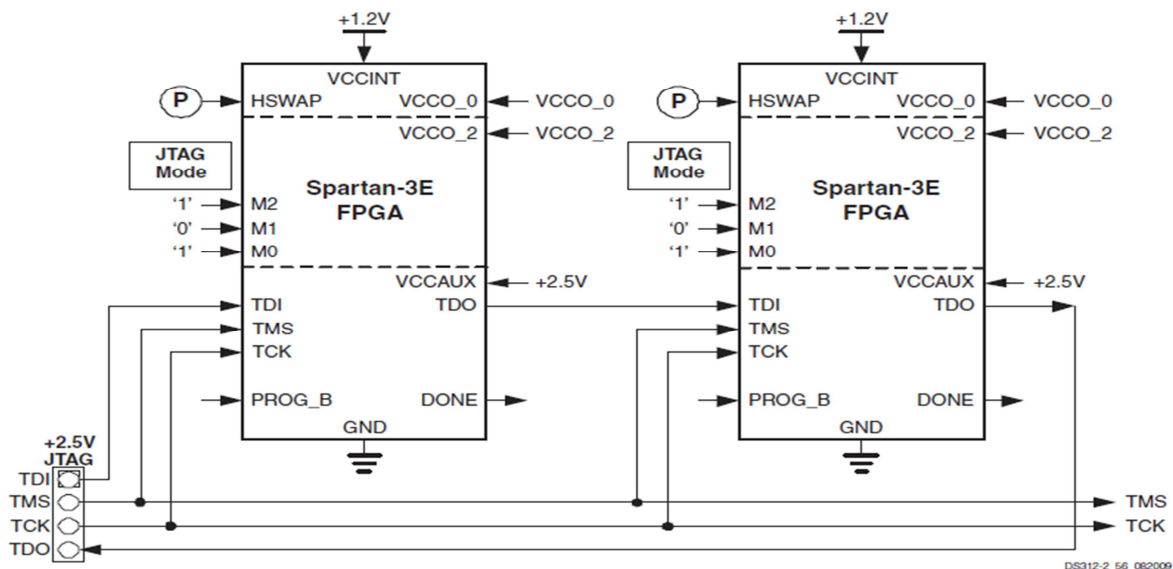 +1.2V
+1.2V
VCCINT
VCCINT
P
HSWAP
VCCO_0
VCCO_0
P
HSWAP
VCCO_0
VCCO_0
VCCO_2
VCCO_2
VCCO_2
VCCO_2
JTAG
Mode
JTAG
Mode
Spartan-3E
FPGA
Spartan-3E
FPGA
'1'
M2
'0'
M1
'1'
M0
'1'
M2
'0'
M1
'1'
M0
VCCAUX
+2.5V
VCCAUX
+2.5V
TDI
TDO
TDI
TDO
TMS
TMS
TCK
TCK
PROG_B
DONE
PROG_B
DONE
GND
GND
+2.5V
JTAG
TDI
TMS
TMS
TCK
TCK
TDO
DS312-2_56_082009